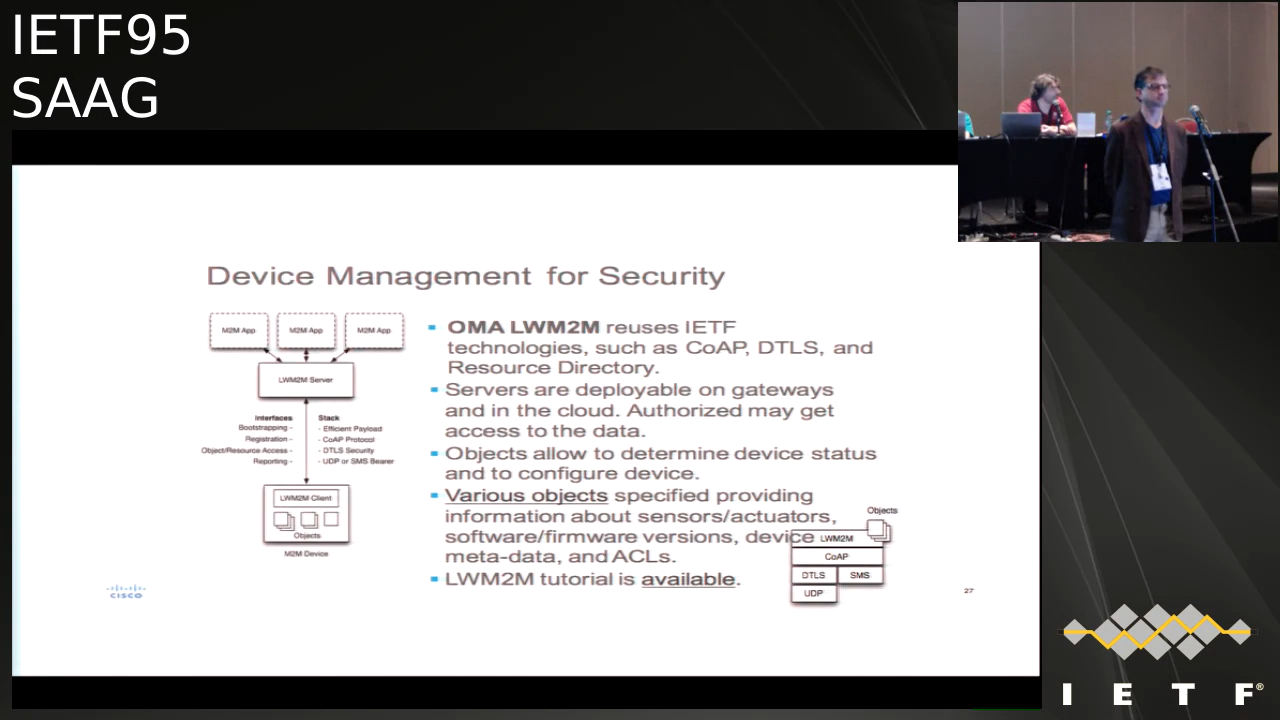 IETF95
SAAG
Device Management for Security
M2M App
M2M App
M2M App
LWM2M Server
Interfaces
Bootstrapping -
Registration -
Object/Resource Access -
Reporting -
Stack
- Efficient Payload
- CoAP Protocol
- DTLS Security
- UDP or SMS Bearer
LWM2M Client
Objects
M2M Device
OMA LWM2M reuses IETF
technologies, such as CoAP, DTLS, and
Resource Directory.
Servers are deployable on gateways
and in the cloud. Authorized may get
access to the data.
Objects allow to determine device status
and to configure device.
Various objects specified providing
information about sensors/actuators,
software/firmware versions, device
meta-data, and ACLs.
LWM2M tutorial is available.
Objects
LWM2M
CoAP
DTLS
SMS
UDP
CISCO
27
I E T F®